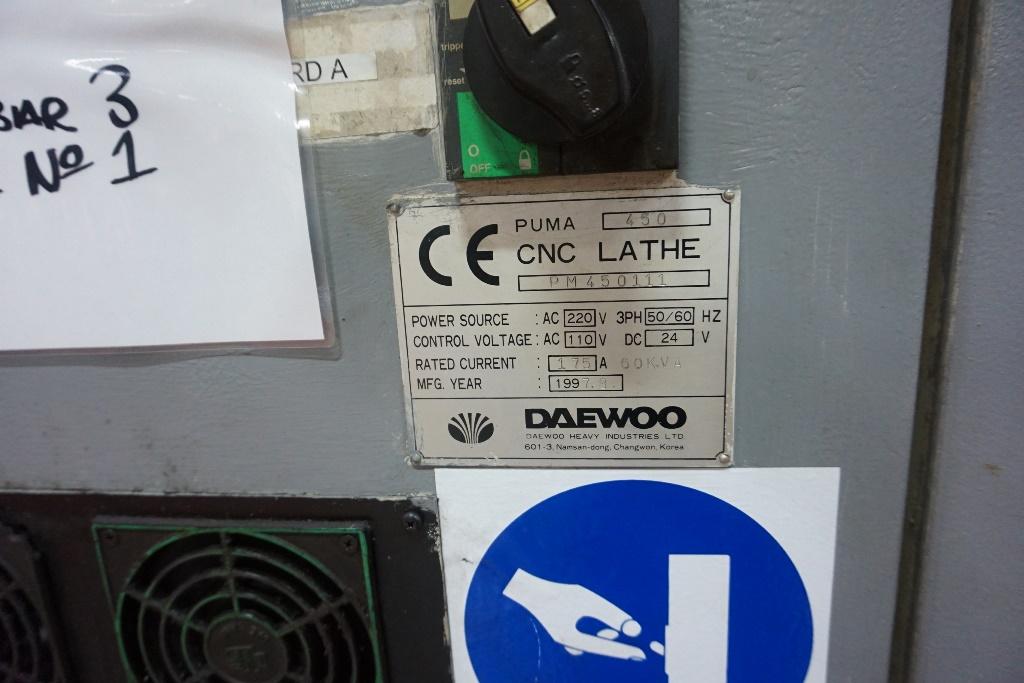 BAR 3
Nº 1
RD A
reset
O
OFF
CE
PUMA 450
CNC LATHE
PM450111
POWER SOURCE : AC 220 V 3PH 50/60 HZ
CONTROL VOLTAGE : AC 110 V DC 24 V
RATED CURRENT : 175 A 60KVA
MFG. YEAR : 1997.
DAEWOO
DAEWOO HEAVY INDUSTRIES LTD
601-3, Namsan-dong, Changwon, Korea